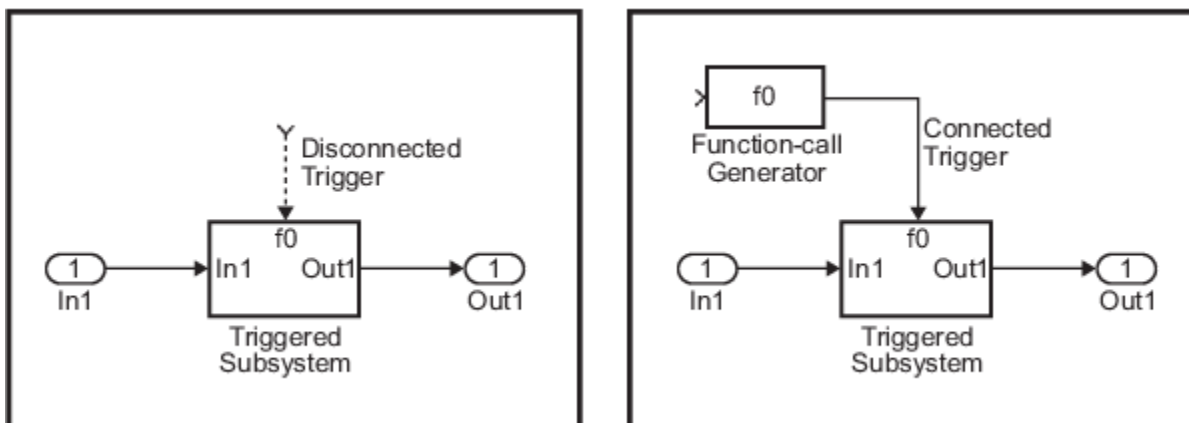 Disconnected
Trigger
f0
In1 Out1
1
In1
1
Out1
Triggered
Subsystem
f0
Function-call
Generator
Connected
Trigger
f0
In1 Out1
1
In1
1
Out1
Triggered
Subsystem